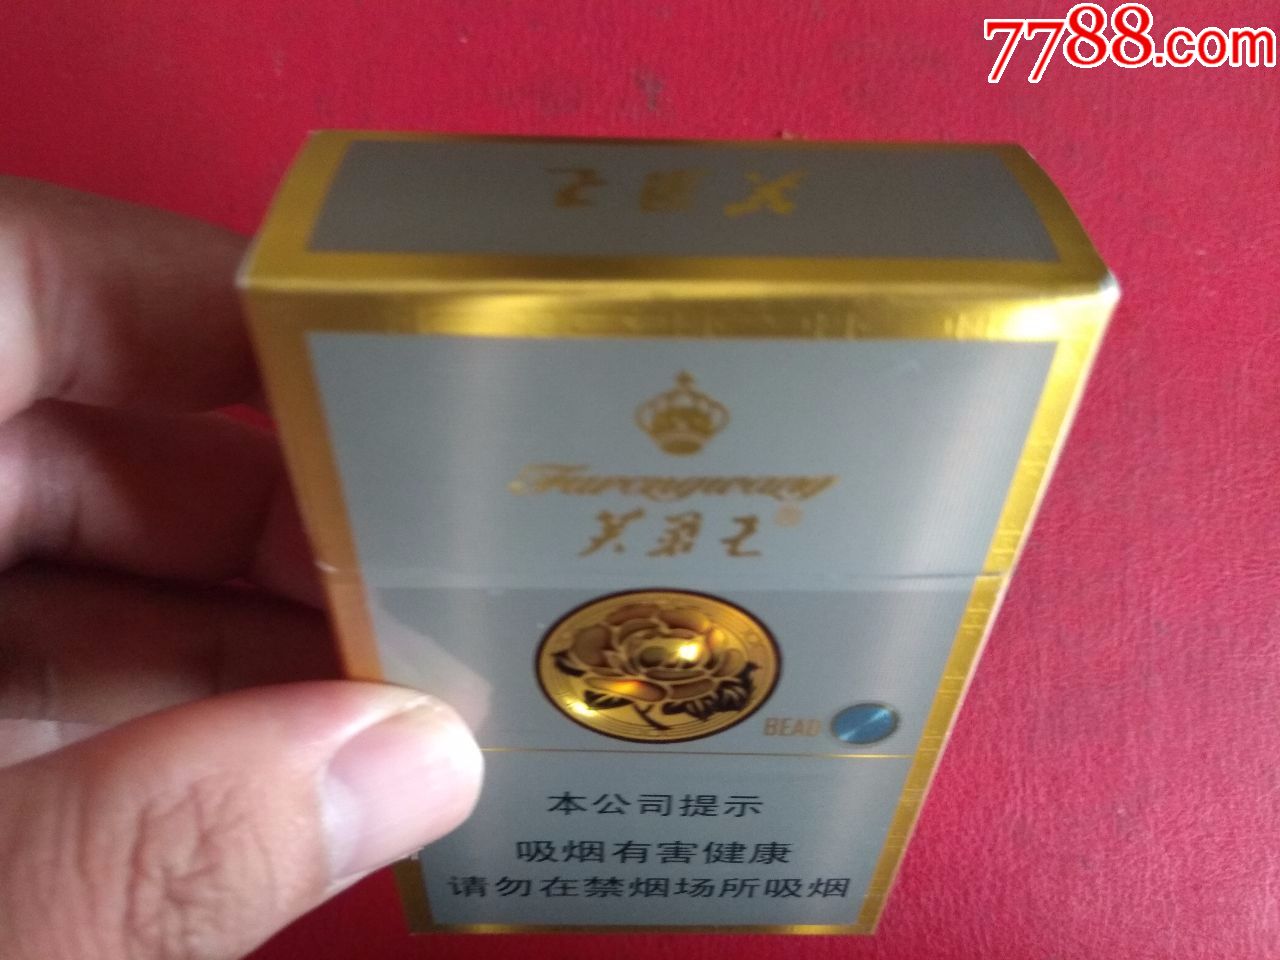 7788.com
芙蓉王
Furongwang
芙蓉王®
BEAD
本公司提示
吸烟有害健康
请勿在禁烟场所吸烟